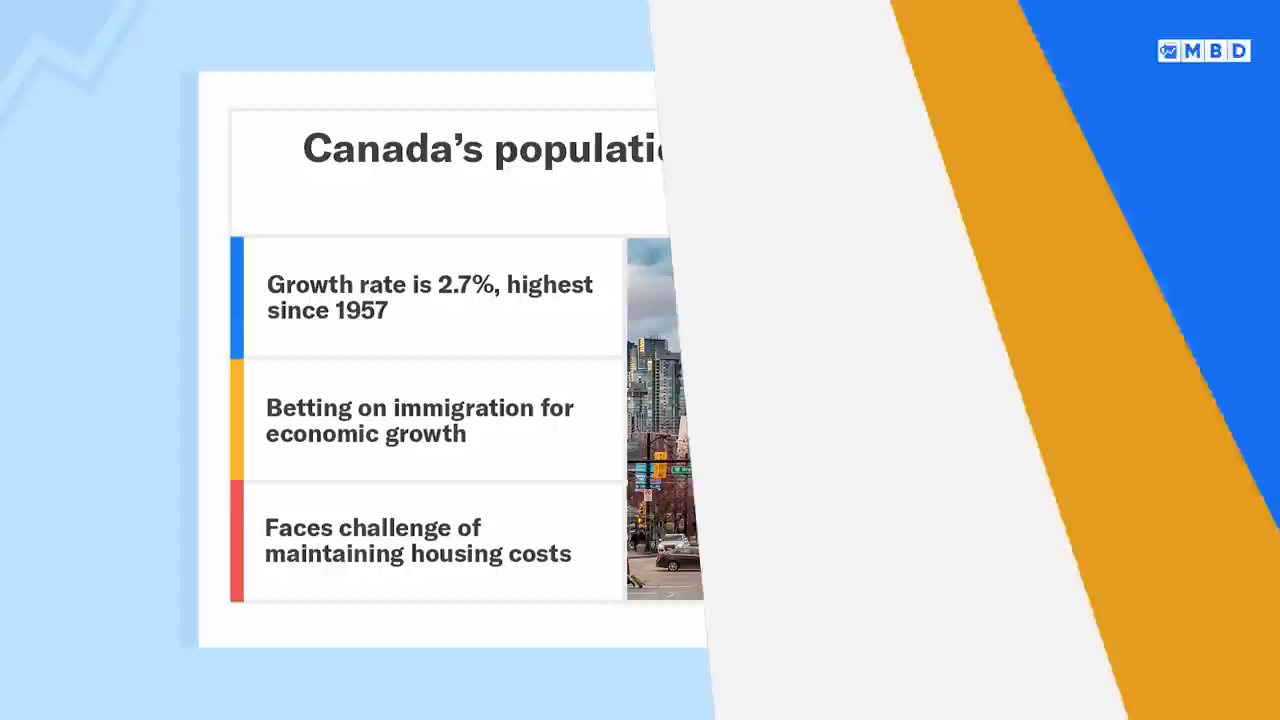 MBD
Canada's
Growth rate is 2.7%, highest
since 1957
Betting on immigration for
economic growth
Faces challenge of
maintaining housing costs